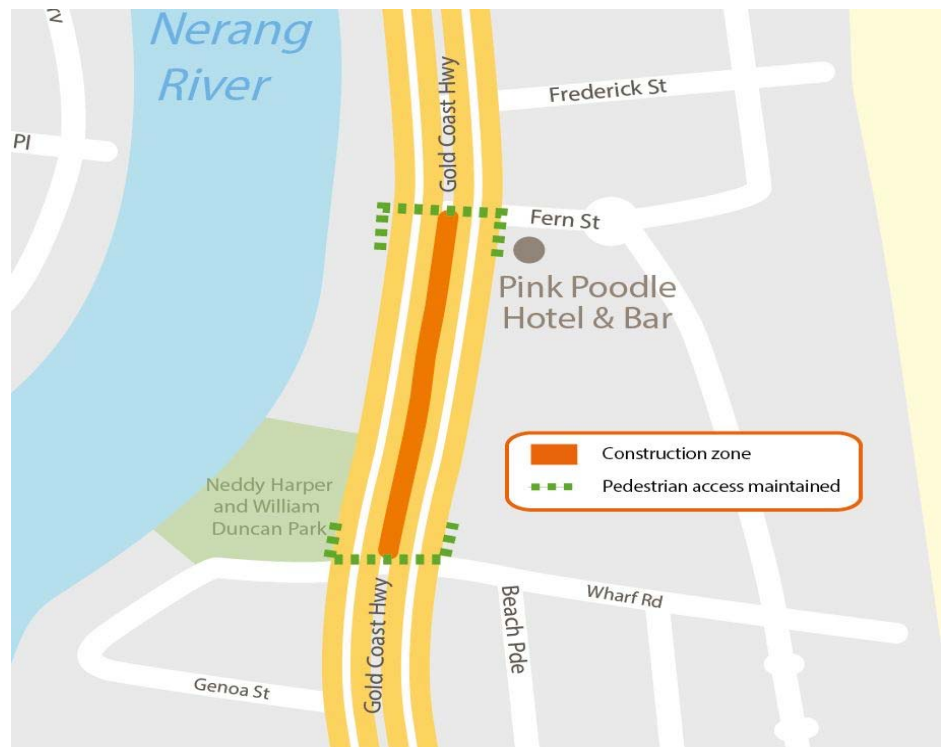 Nerang
River
Pl
Gold Coast Hwy
Frederick St
Fern St
Pink Poodle
Hotel & Bar
Construction zone
Pedestrian access maintained
Neddy Harper
and William
Duncan Park
Gold Coast Hwy
Beach Pde
Wharf Rd
Genoa St